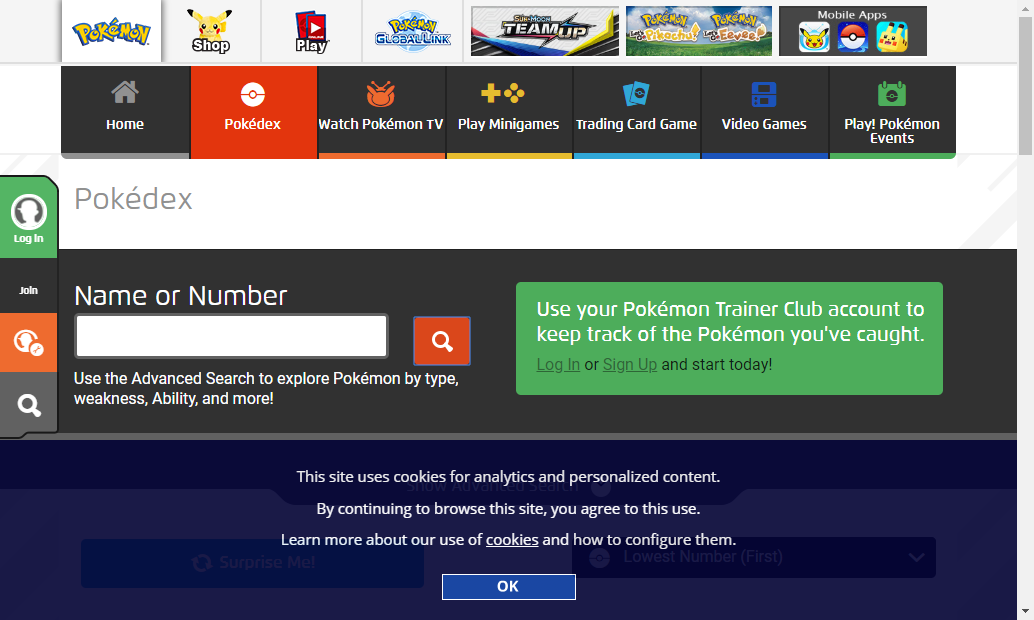 Pokémon
Shop
Play
Pokémon
GLOBAL LINK
SUN & MOON
TEAM UP
Pokémon Let's Go Pikachu! Pokémon Let's Go Eevee!
Mobile Apps
Home
Pokédex
Watch Pokémon TV
Play Minigames
Trading Card Game
Video Games
Play! Pokémon
Events
Pokédex
Log In
Join
Name or Number
Use the Advanced Search to explore Pokémon by type,
weakness, Ability, and more!
Use your Pokémon Trainer Club account to
keep track of the Pokémon you've caught.
Log In or Sign Up and start today!
This site uses cookies for analytics and personalized content.
Show Advanced Search
By continuing to browse this site, you agree to this use.
Learn more about our use of cookies and how to configure them.
Surprise Me!
Lowest Number (First)
OK